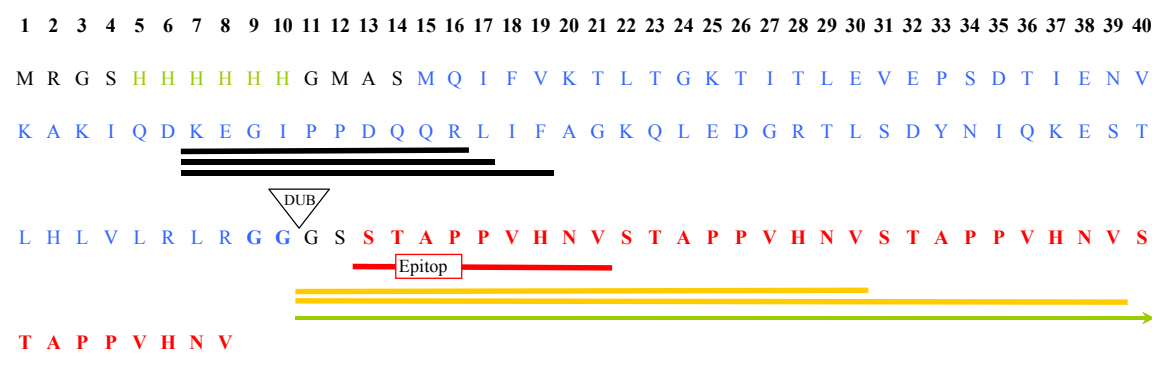 1 2 3 4 5 6 7 8 9 10 11 12 13 14 15 16 17 18 19 20 21 22 23 24 25 26 27 28 29 30 31 32 33 34 35 36 37 38 39 40
M R G S H H H H H H G M A S M Q I F V K T L T G K T I T L E V E P S D T I E N V
K A K I Q D K E G I P P D Q Q R L I F A G K Q L E D G R T L S D Y N I Q K E S T
DUB
L H L V L R L R G G G S S T A P P V H N V S T A P P V H N V S T A P P V H N V S
Epitop
T A P P V H N V